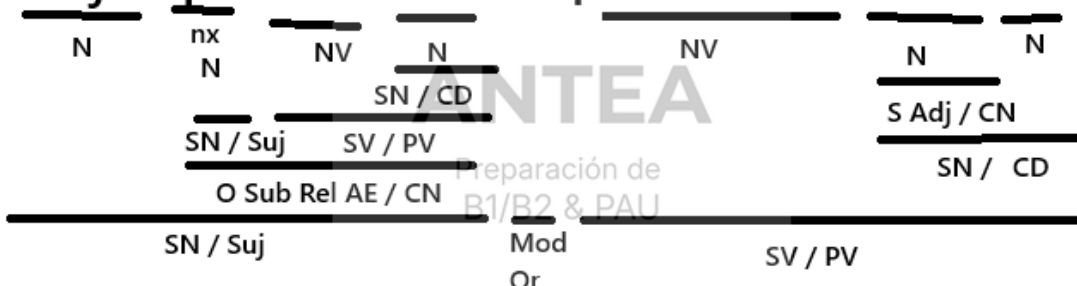 N nx NV N NV N N
N
SN / CD
ANTEA
S Adj / CN
SN / Suj SV / PV
SN / CD
Preparación de
O Sub Rel AE / CN
B1/B2 & PAU
SN / Suj Mod SV / PV
Or